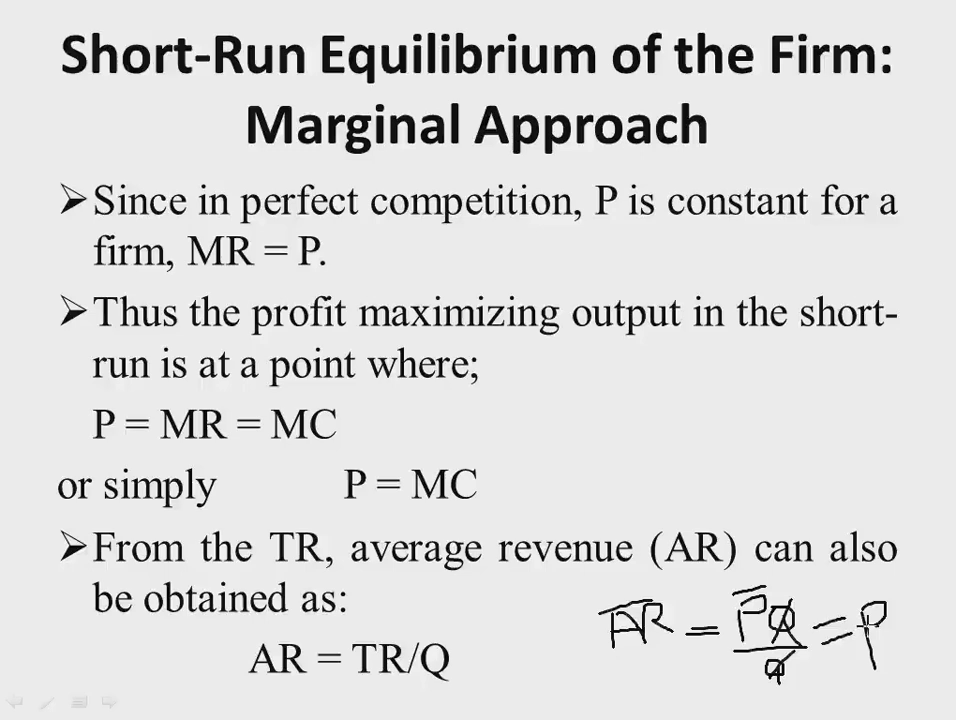 Short-Run Equilibrium of the Firm:
Marginal Approach
➢Since in perfect competition, P is constant for a
firm, MR = P.
➢Thus the profit maximizing output in the short-
run is at a point where;
P = MR = MC
or simply P = MC
➢From the TR, average revenue (AR) can also
be obtained as:
AR = TR/Q
AR = PQ/Q = P